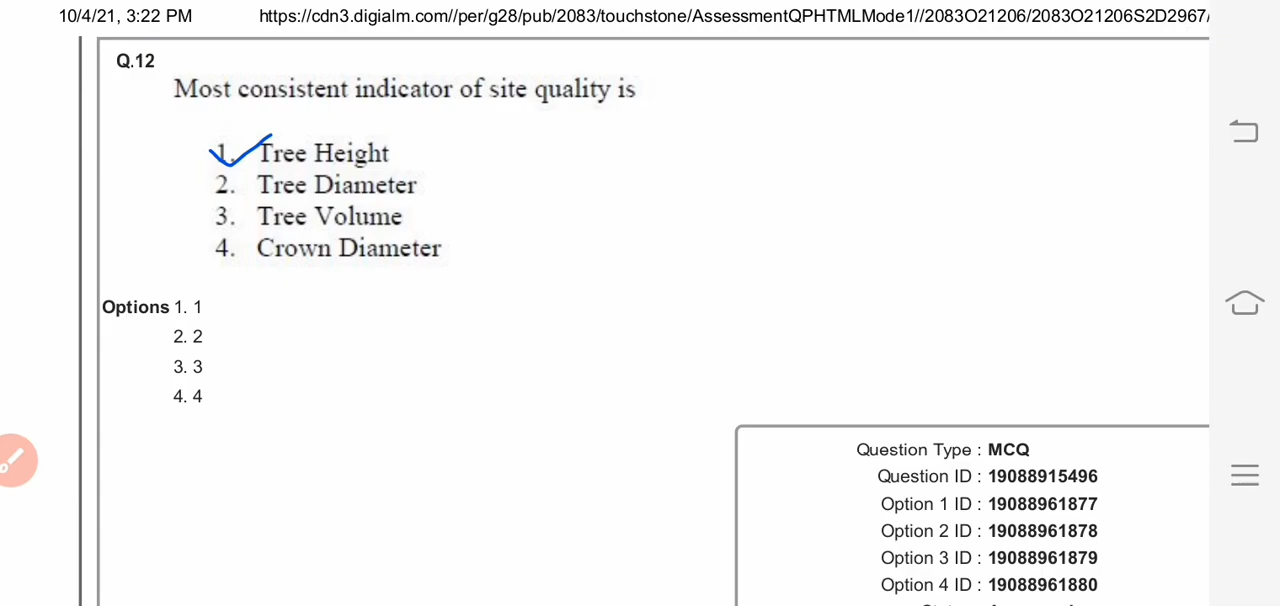 10/4/21, 3:22 PM https://cdn3.digialm.com//per/g28/pub/2083/touchstone/AssessmentQPHTMLMode1//2083O21206/2083O21206S2D2967/
Q.12
Most consistent indicator of site quality is
1. Tree Height
2. Tree Diameter
3. Tree Volume
4. Crown Diameter
Options 1. 1
2. 2
3. 3
4. 4
Question Type : MCQ
Question ID : 19088915496
Option 1 ID : 19088961877
Option 2 ID : 19088961878
Option 3 ID : 19088961879
Option 4 ID : 19088961880